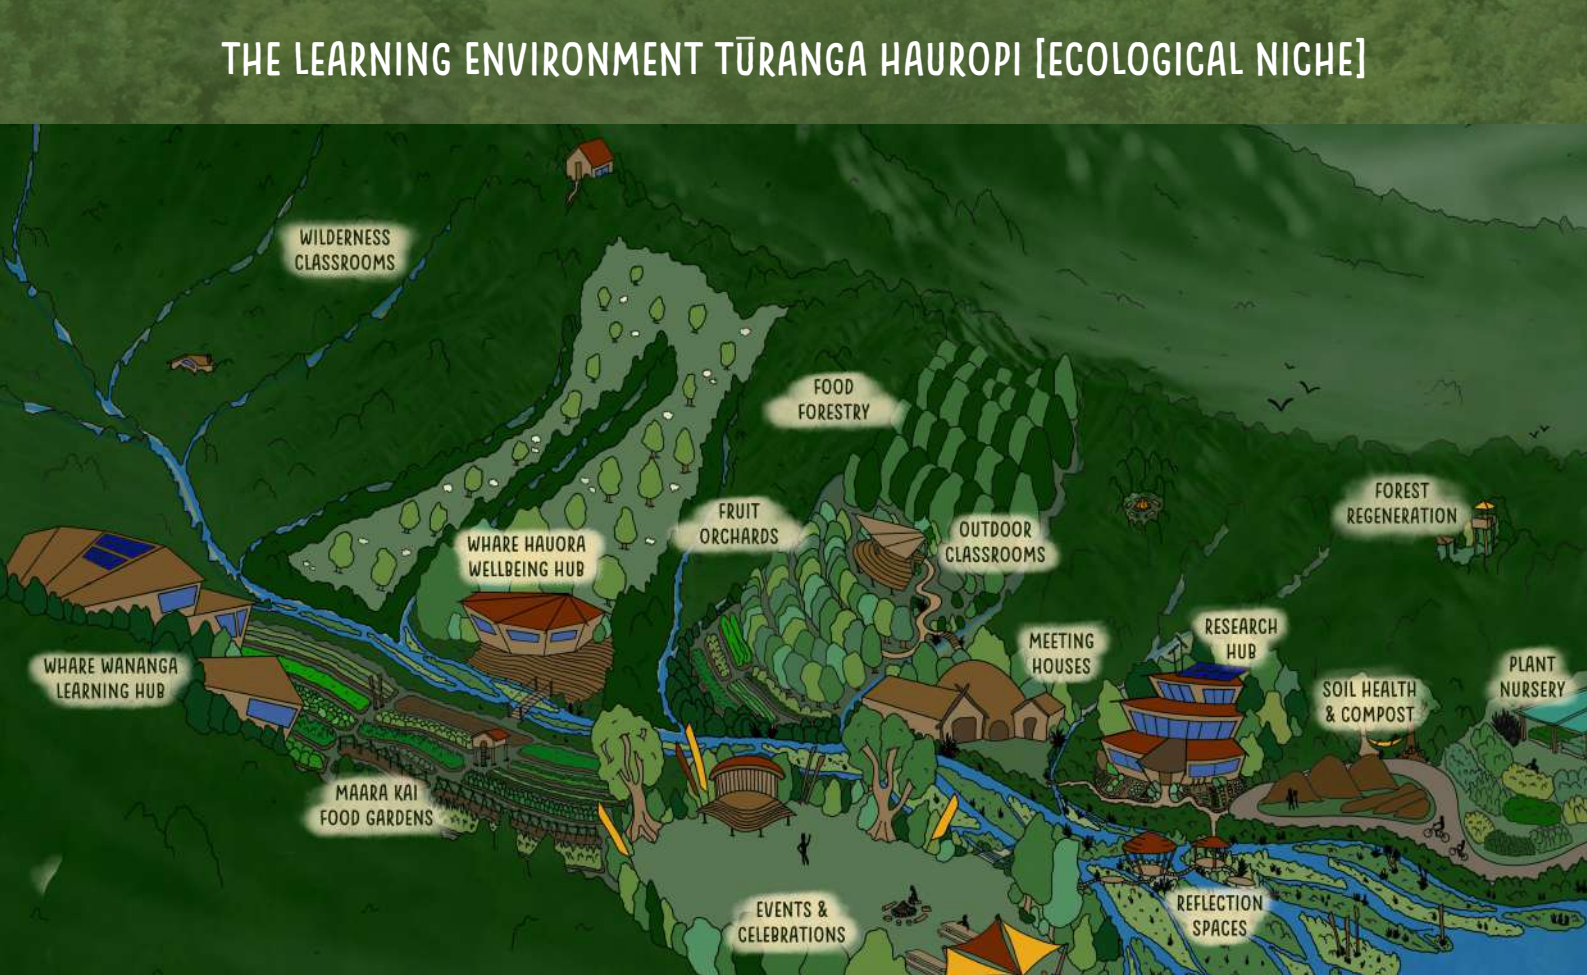 THE LEARNING ENVIRONMENT TŪRANGA HAUROPI [ECOLOGICAL NICHE]
WILDERNESS
CLASSROOMS
FOOD
FORESTRY
FRUIT
ORCHARDS
OUTDOOR
CLASSROOMS
FOREST
REGENERATION
WHARE HAUORA
WELLBEING HUB
WHARE WANANGA
LEARNING HUB
MEETING
HOUSES
RESEARCH
HUB
SOIL HEALTH
& COMPOST
PLANT
NURSERY
MAARA KAI
FOOD GARDENS
EVENTS &
CELEBRATIONS
REFLECTION
SPACES